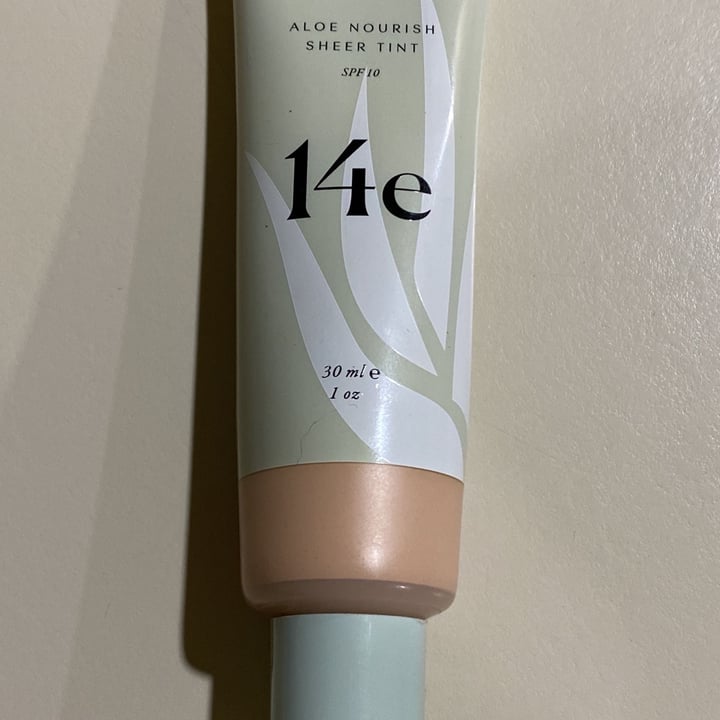 ALOE NOURISH
SHEER TINT
SPF 10
14e
30 ml e
1 oz